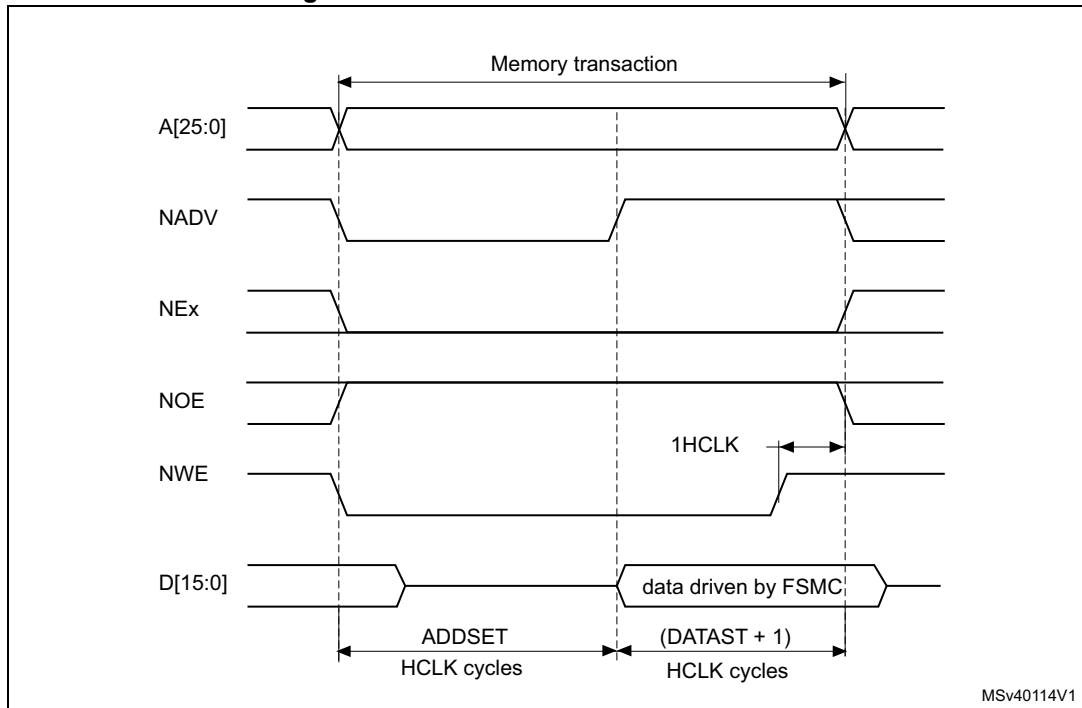 Memory transaction
A[25:0]
NADV
NEx
NOE
1HCLK
NWE
D[15:0]
data driven by FSMC
ADDSET
HCLK cycles
(DATAST + 1)
HCLK cycles
MSv40114V1